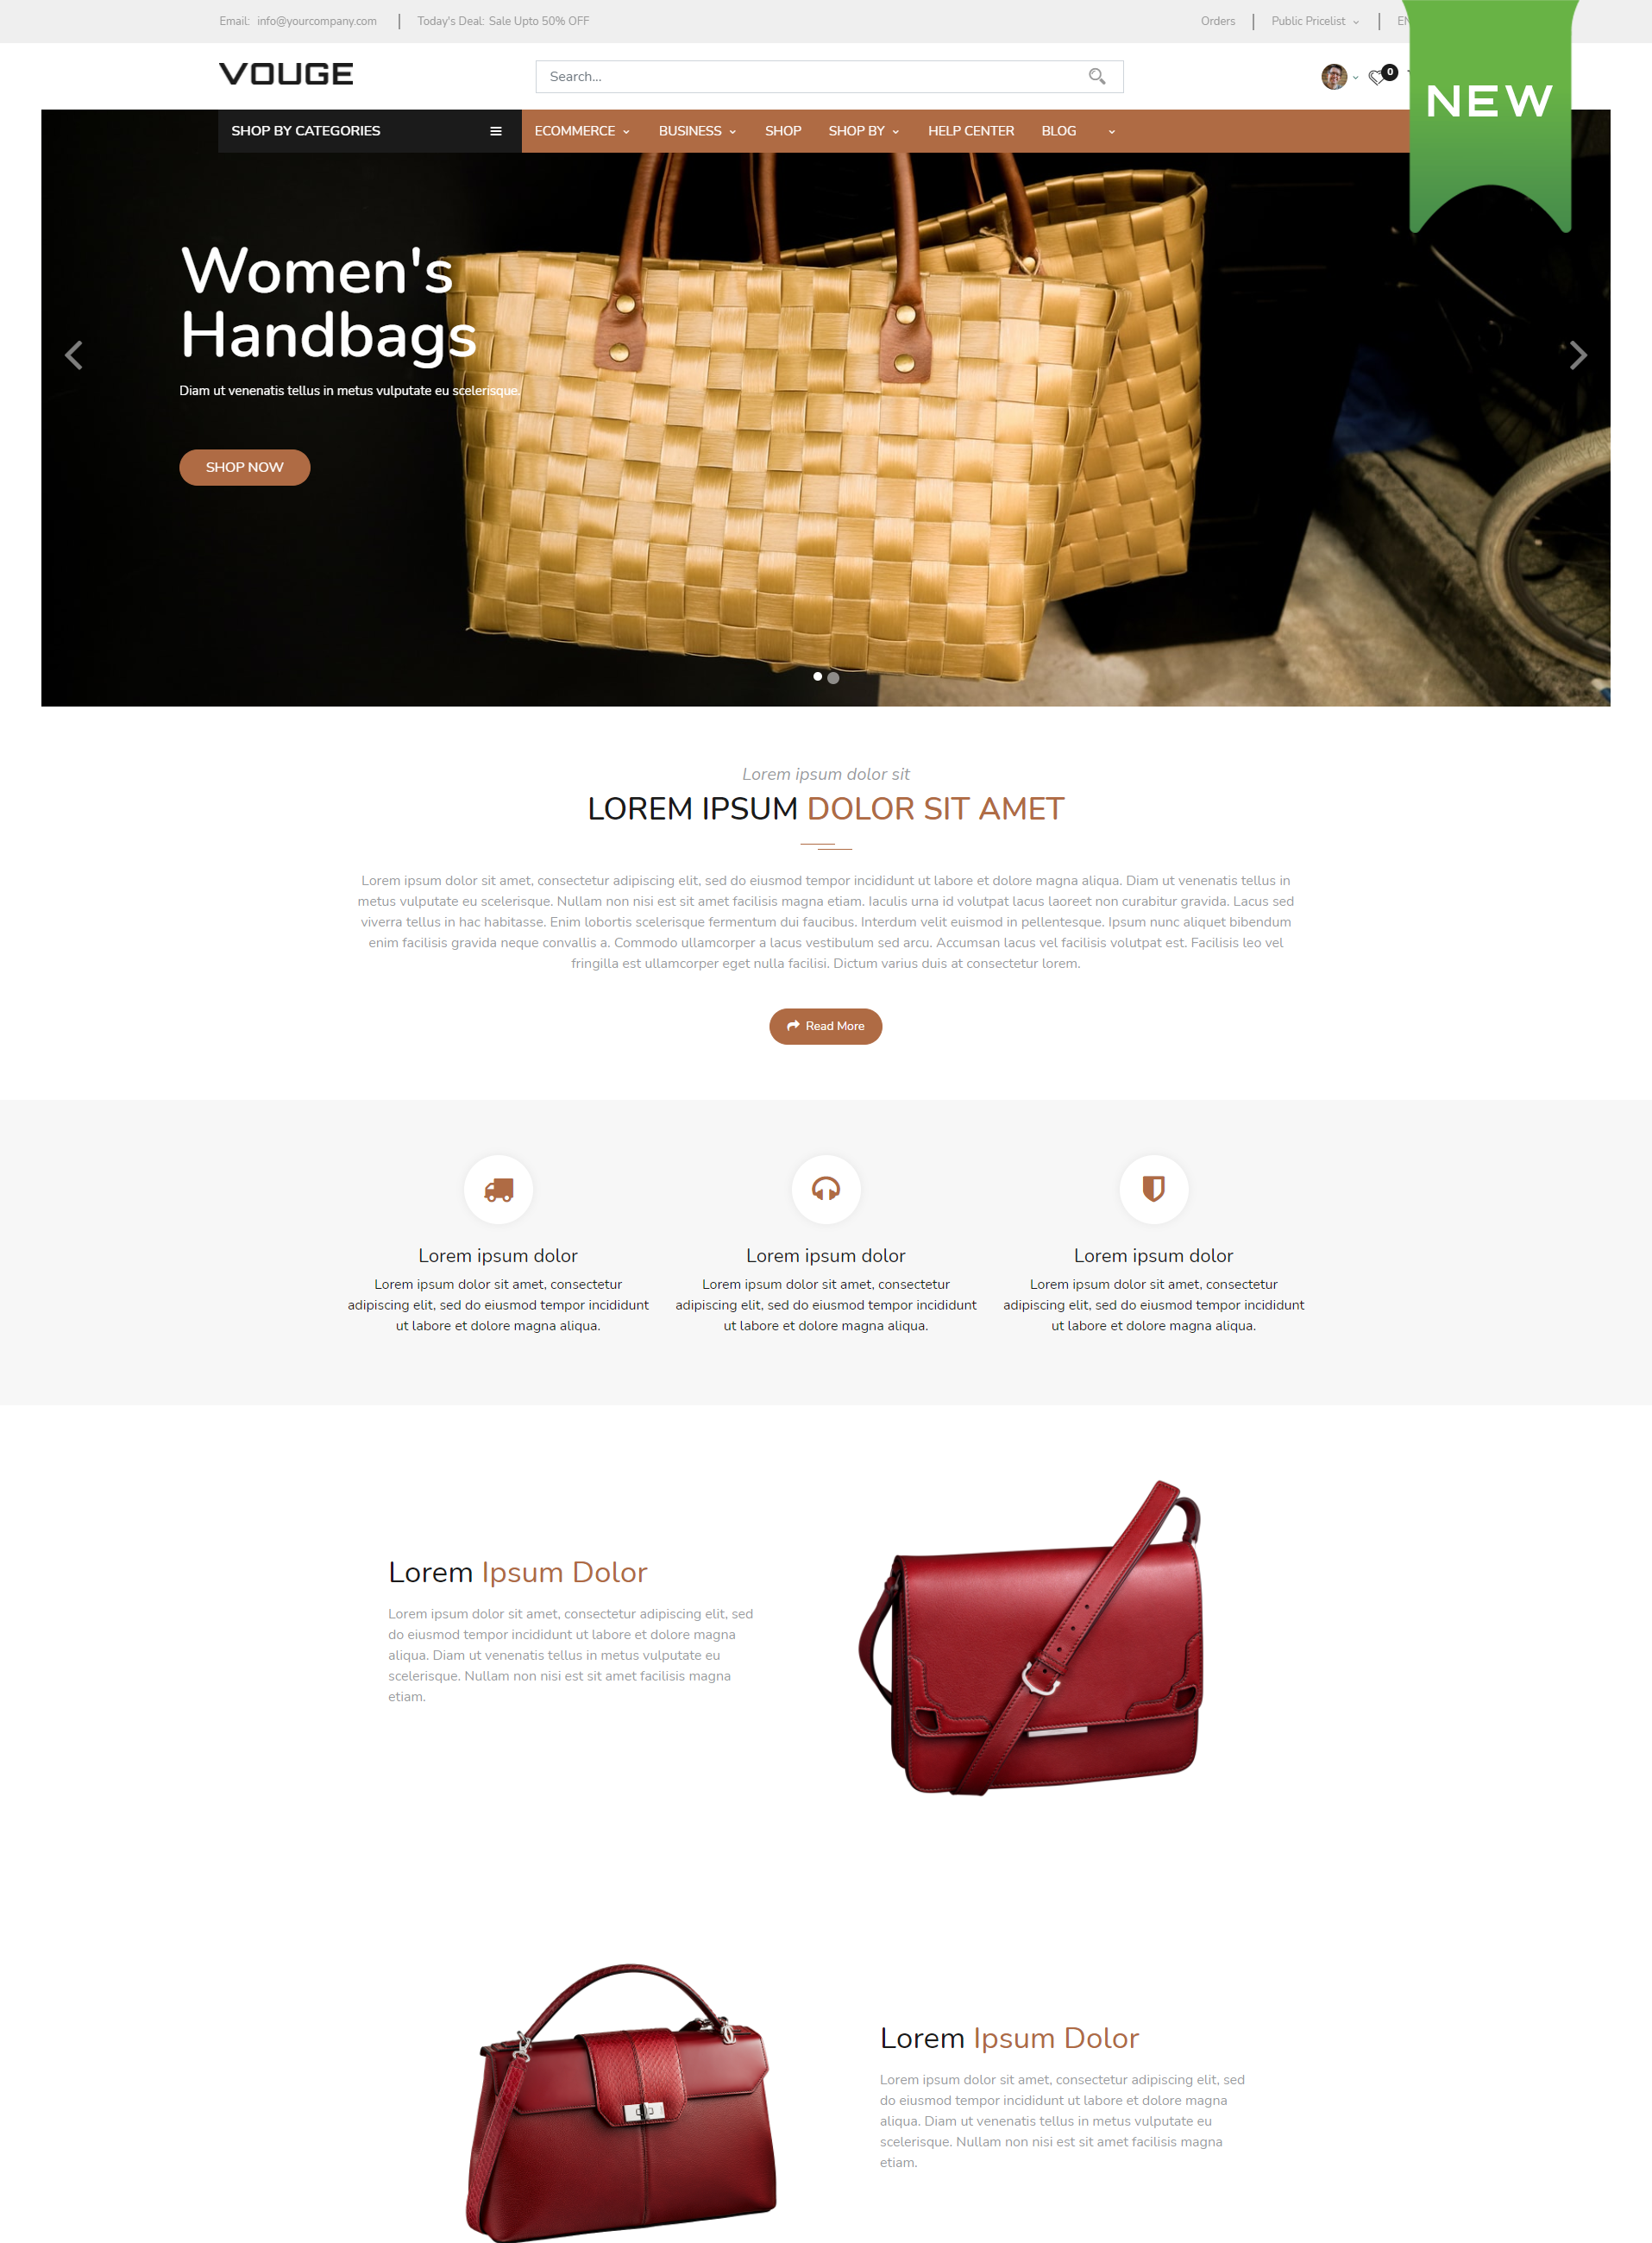 Email: info@yourcompany.com Today's Deal: Sale Upto 50% OFF Orders Public Pricelist
VOUGE Search... 0
NEW
SHOP BY CATEGORIES ECOMMERCE BUSINESS SHOP SHOP BY HELP CENTER BLOG
Women's
Handbags
Diam ut venenatis tellus in metus vulputate eu scelerisque.
SHOP NOW
Lorem ipsum dolor sit
LOREM IPSUM DOLOR SIT AMET
Lorem ipsum dolor sit amet, consectetur adipiscing elit, sed do eiusmod tempor incididunt ut labore et dolore magna aliqua. Diam ut venenatis tellus in
metus vulputate eu scelerisque. Nullam non nisi est sit amet facilisis magna etiam. Iaculis urna id volutpat lacus laoreet non curabitur gravida. Lacus sed
viverra tellus in hac habitasse. Enim lobortis scelerisque fermentum dui faucibus. Interdum velit euismod in pellentesque. Ipsum nunc aliquet bibendum
enim facilisis gravida neque convallis a. Commodo ullamcorper a lacus vestibulum sed arcu. Accumsan lacus vel facilisis volutpat est. Facilisis leo vel
fringilla est ullamcorper eget nulla facilisi. Dictum varius duis at consectetur lorem.
Read More
Lorem ipsum dolor
Lorem ipsum dolor sit amet, consectetur
adipiscing elit, sed do eiusmod tempor incididunt
ut labore et dolore magna aliqua.
Lorem ipsum dolor
Lorem ipsum dolor sit amet, consectetur
adipiscing elit, sed do eiusmod tempor incididunt
ut labore et dolore magna aliqua.
Lorem ipsum dolor
Lorem ipsum dolor sit amet, consectetur
adipiscing elit, sed do eiusmod tempor incididunt
ut labore et dolore magna aliqua.
Lorem Ipsum Dolor
Lorem ipsum dolor sit amet, consectetur adipiscing elit, sed
do eiusmod tempor incididunt ut labore et dolore magna
aliqua. Diam ut venenatis tellus in metus vulputate eu
scelerisque. Nullam non nisi est sit amet facilisis magna
etiam.
Lorem Ipsum Dolor
Lorem ipsum dolor sit amet, consectetur adipiscing elit, sed
do eiusmod tempor incididunt ut labore et dolore magna
aliqua. Diam ut venenatis tellus in metus vulputate eu
scelerisque. Nullam non nisi est sit amet facilisis magna
etiam.